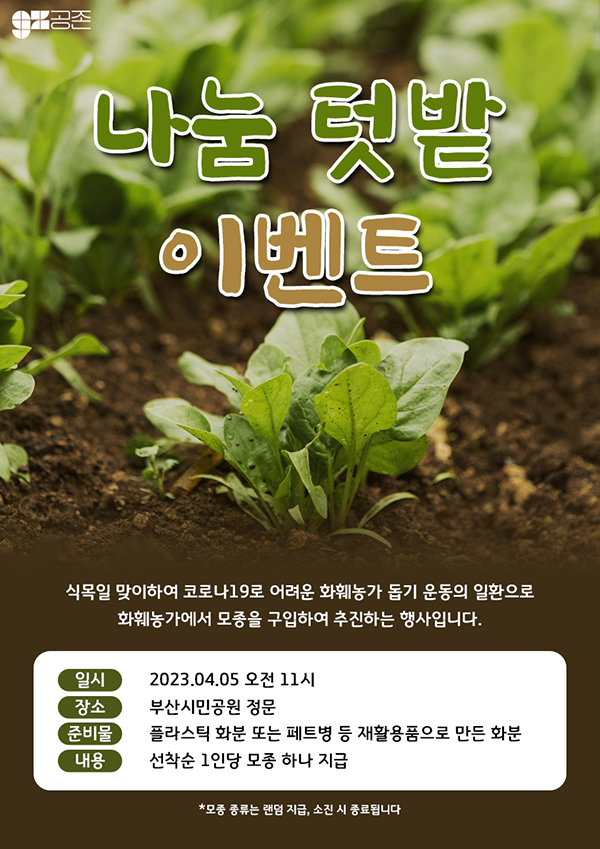 공존
나눔 텃밭
이벤트
식목일 맞이하여 코로나19로 어려운 화훼농가 돕기 운동의 일환으로
화훼농가에서 모종을 구입하여 추진하는 행사입니다.
일시 2023.04.05 오전 11시
장소 부산시민공원 정문
준비물 플라스틱 화분 또는 페트병 등 재활용품으로 만든 화분
내용 선착순 1인당 모종 하나 지급
*모종 종류는 랜덤 지급, 소진 시 종료됩니다